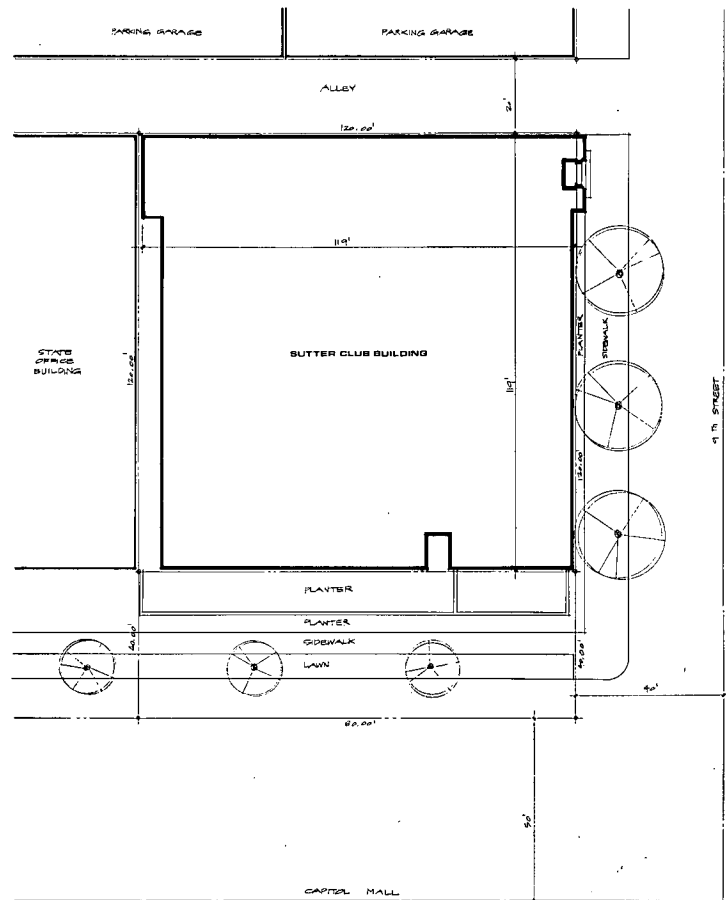 PARKING GARAGE
PARKING GARAGE
ALLEY
20'
120.00'
119'
STATE
OFFICE
BUILDING
120.00'
SUTTER CLUB BUILDING
119'
PLANTER
SIDEWALK
9TH STREET
120.00'
PLANTER
PLANTER
40.00'
SIDEWALK
LAWN
40.00'
40'
80.00'
50'
CAPITOL MALL